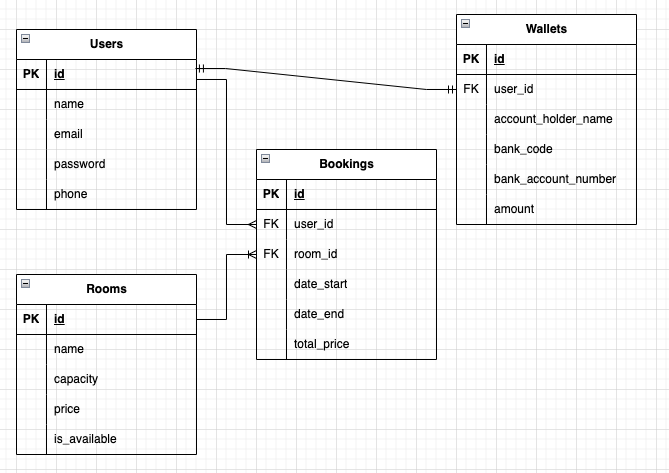 Users
PK id
name
email
password
phone
Wallets
PK id
FK user_id
account_holder_name
bank_code
bank_account_number
amount
Bookings
PK id
FK user_id
FK room_id
date_start
date_end
total_price
Rooms
PK id
name
capacity
price
is_available